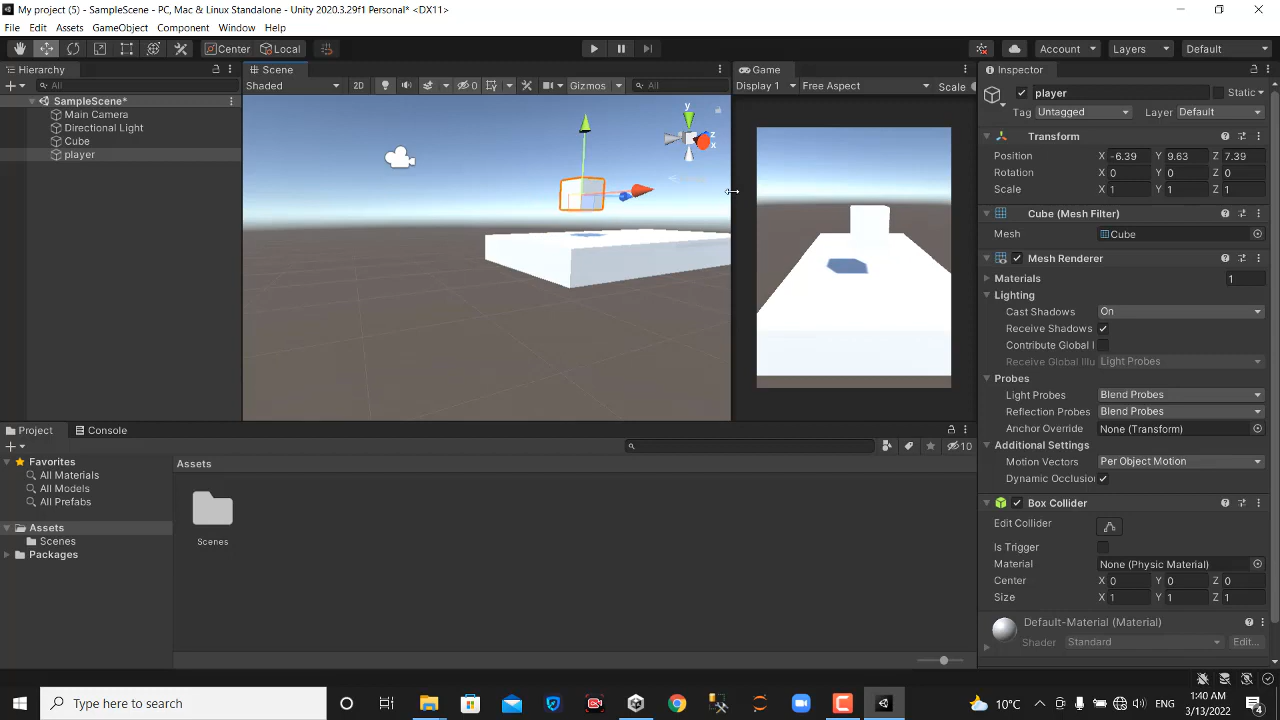 My project (5) - SampleScene - PC, Mac & Linux Standalone - Unity 2020.3.29f1 Personal* <DX11>
File Edit Assets GameObject Component Window Help
Center Local Account Layers Default
Hierarchy Scene Game Inspector
All Shaded 2D 0 Gizmos All Display 1 Free Aspect Scale player Static
SampleScene* Tag Untagged Layer Default
Main Camera y
Directional Light Transform
Cube z x Position X -6.39 Y 9.63 Z 7.39
player Rotation X 0 Y 0 Z 0
Scale X 1 Y 1 Z 1
Cube (Mesh Filter)
Mesh Cube
Mesh Renderer
Materials 1
Lighting
Cast Shadows On
Receive Shadows
Contribute Global I
Receive Global Illu Light Probes
Probes
Light Probes Blend Probes
Reflection Probes Blend Probes
Anchor Override None (Transform)
Additional Settings
Motion Vectors Per Object Motion
Dynamic Occlusion
Project Console
10
Favorites Assets
All Materials
All Models
All Prefabs
Assets
Scenes
Packages
Scenes
Box Collider
Edit Collider
Is Trigger
Material None (Physic Material)
Center X 0 Y 0 Z 0
Size X 1 Y 1 Z 1
Default-Material (Material)
Shader Standard Edit...
Type here to search
10°C ENG 1:40 AM
3/13/2022